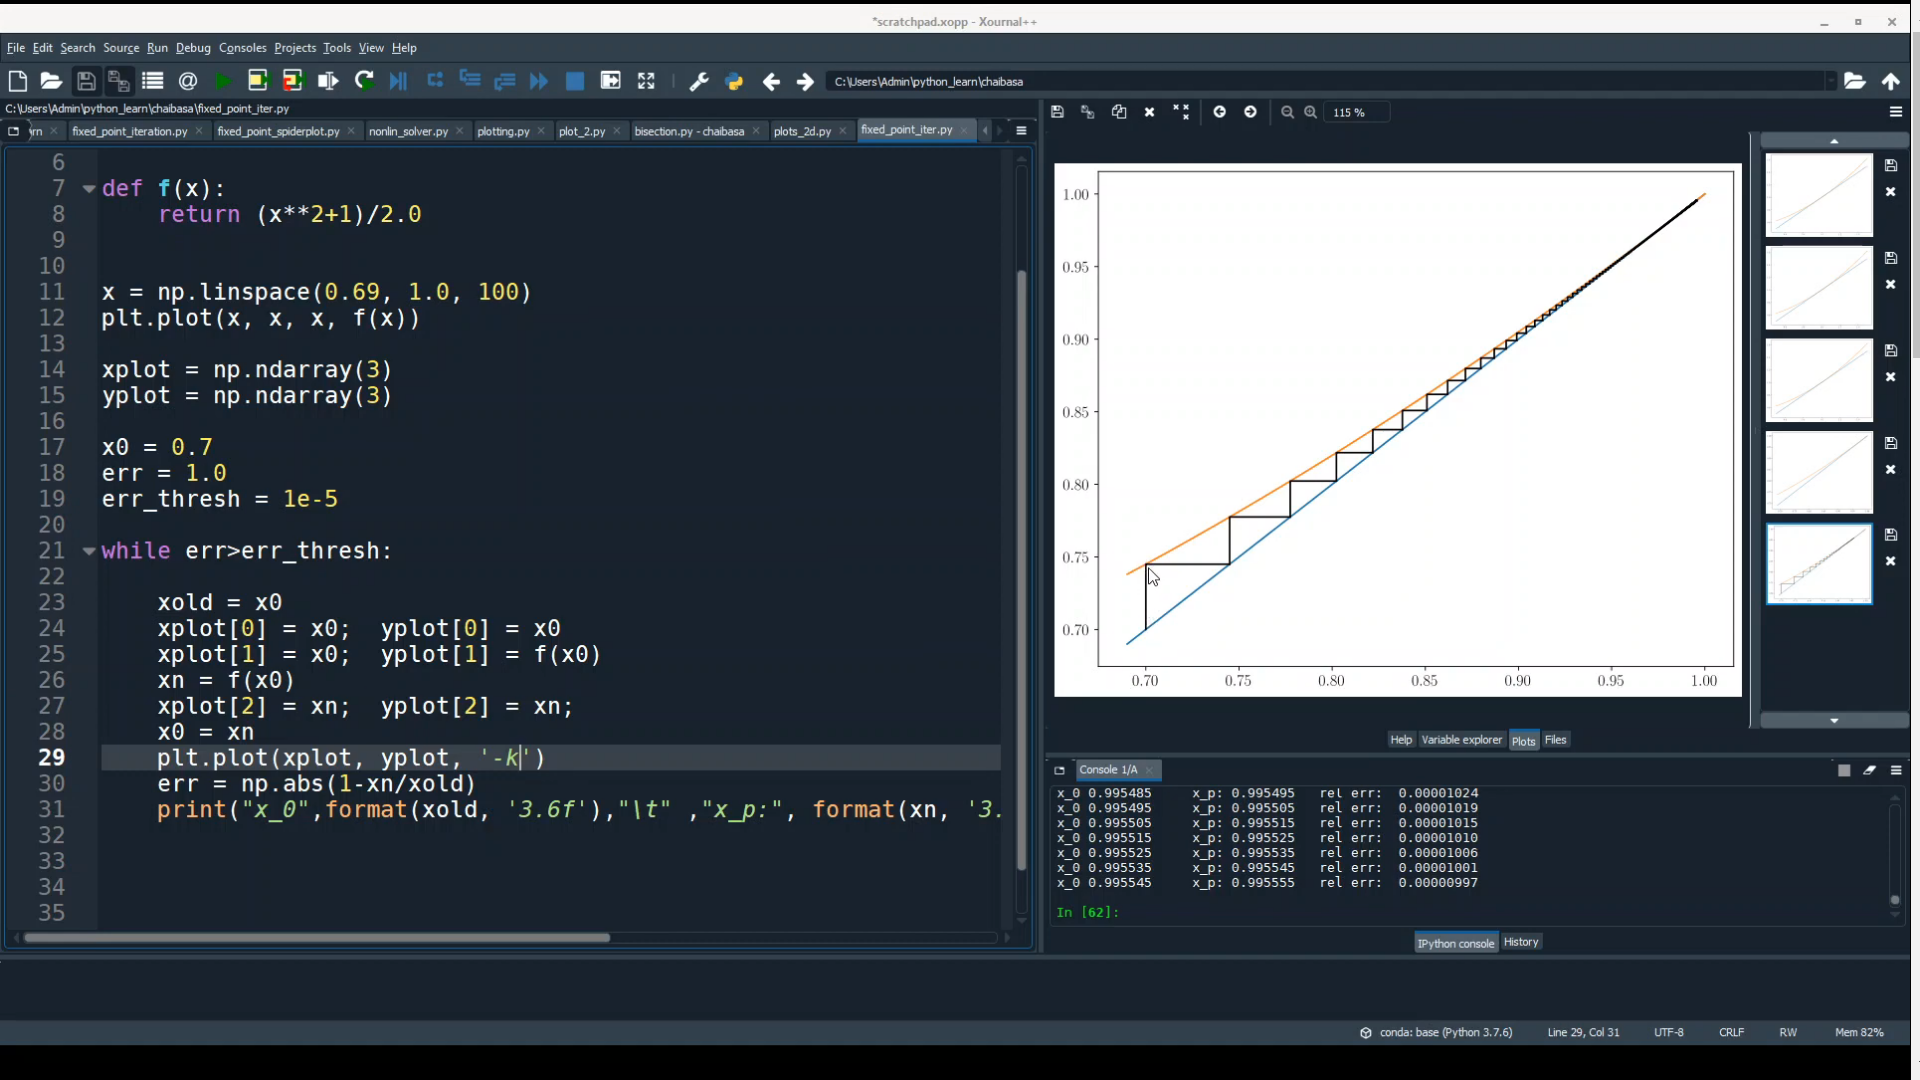 *scratchpad.xopp - Xournal++
File Edit Search Source Run Debug Consoles Projects Tools View Help
C:\Users\Admin\python_learn\chaibasa
C:\Users\Admin\python_learn\chaibasa\fixed_point_iter.py
rn fixed_point_iteration.py fixed_point_spiderplot.py nonlin_solver.py plotting.py plot_2.py bisection.py - chaibasa plots_2d.py fixed_point_iter.py
115 %
6
7 def f(x):
8 return (x**2+1)/2.0
9
10
11 x = np.linspace(0.69, 1.0, 100)
12 plt.plot(x, x, x, f(x))
13
14 xplot = np.ndarray(3)
15 yplot = np.ndarray(3)
16
17 x0 = 0.7
18 err = 1.0
19 err_thresh = 1e-5
20
21 while err>err_thresh:
22
23 xold = x0
24 xplot[0] = x0; yplot[0] = x0
25 xplot[1] = x0; yplot[1] = f(x0)
26 xn = f(x0)
27 xplot[2] = xn; yplot[2] = xn;
28 x0 = xn
29 plt.plot(xplot, yplot, '-k')
30 err = np.abs(1-xn/xold)
31 print("x_0",format(xold, '3.6f'),"\t" ,"x_p:", format(xn, '3.
32
33
34
35
1.00
0.95
0.90
0.85
0.80
0.75
0.70
0.70 0.75 0.80 0.85 0.90 0.95 1.00
Help Variable explorer Plots Files
Console 1/A
x_0 0.995485 x_p: 0.995495 rel err: 0.00001024
x_0 0.995495 x_p: 0.995505 rel err: 0.00001019
x_0 0.995505 x_p: 0.995515 rel err: 0.00001015
x_0 0.995515 x_p: 0.995525 rel err: 0.00001010
x_0 0.995525 x_p: 0.995535 rel err: 0.00001006
x_0 0.995535 x_p: 0.995545 rel err: 0.00001001
x_0 0.995545 x_p: 0.995555 rel err: 0.00000997
In [62]:
IPython console History
conda: base (Python 3.7.6) Line 29, Col 31 UTF-8 CRLF RW Mem 82%